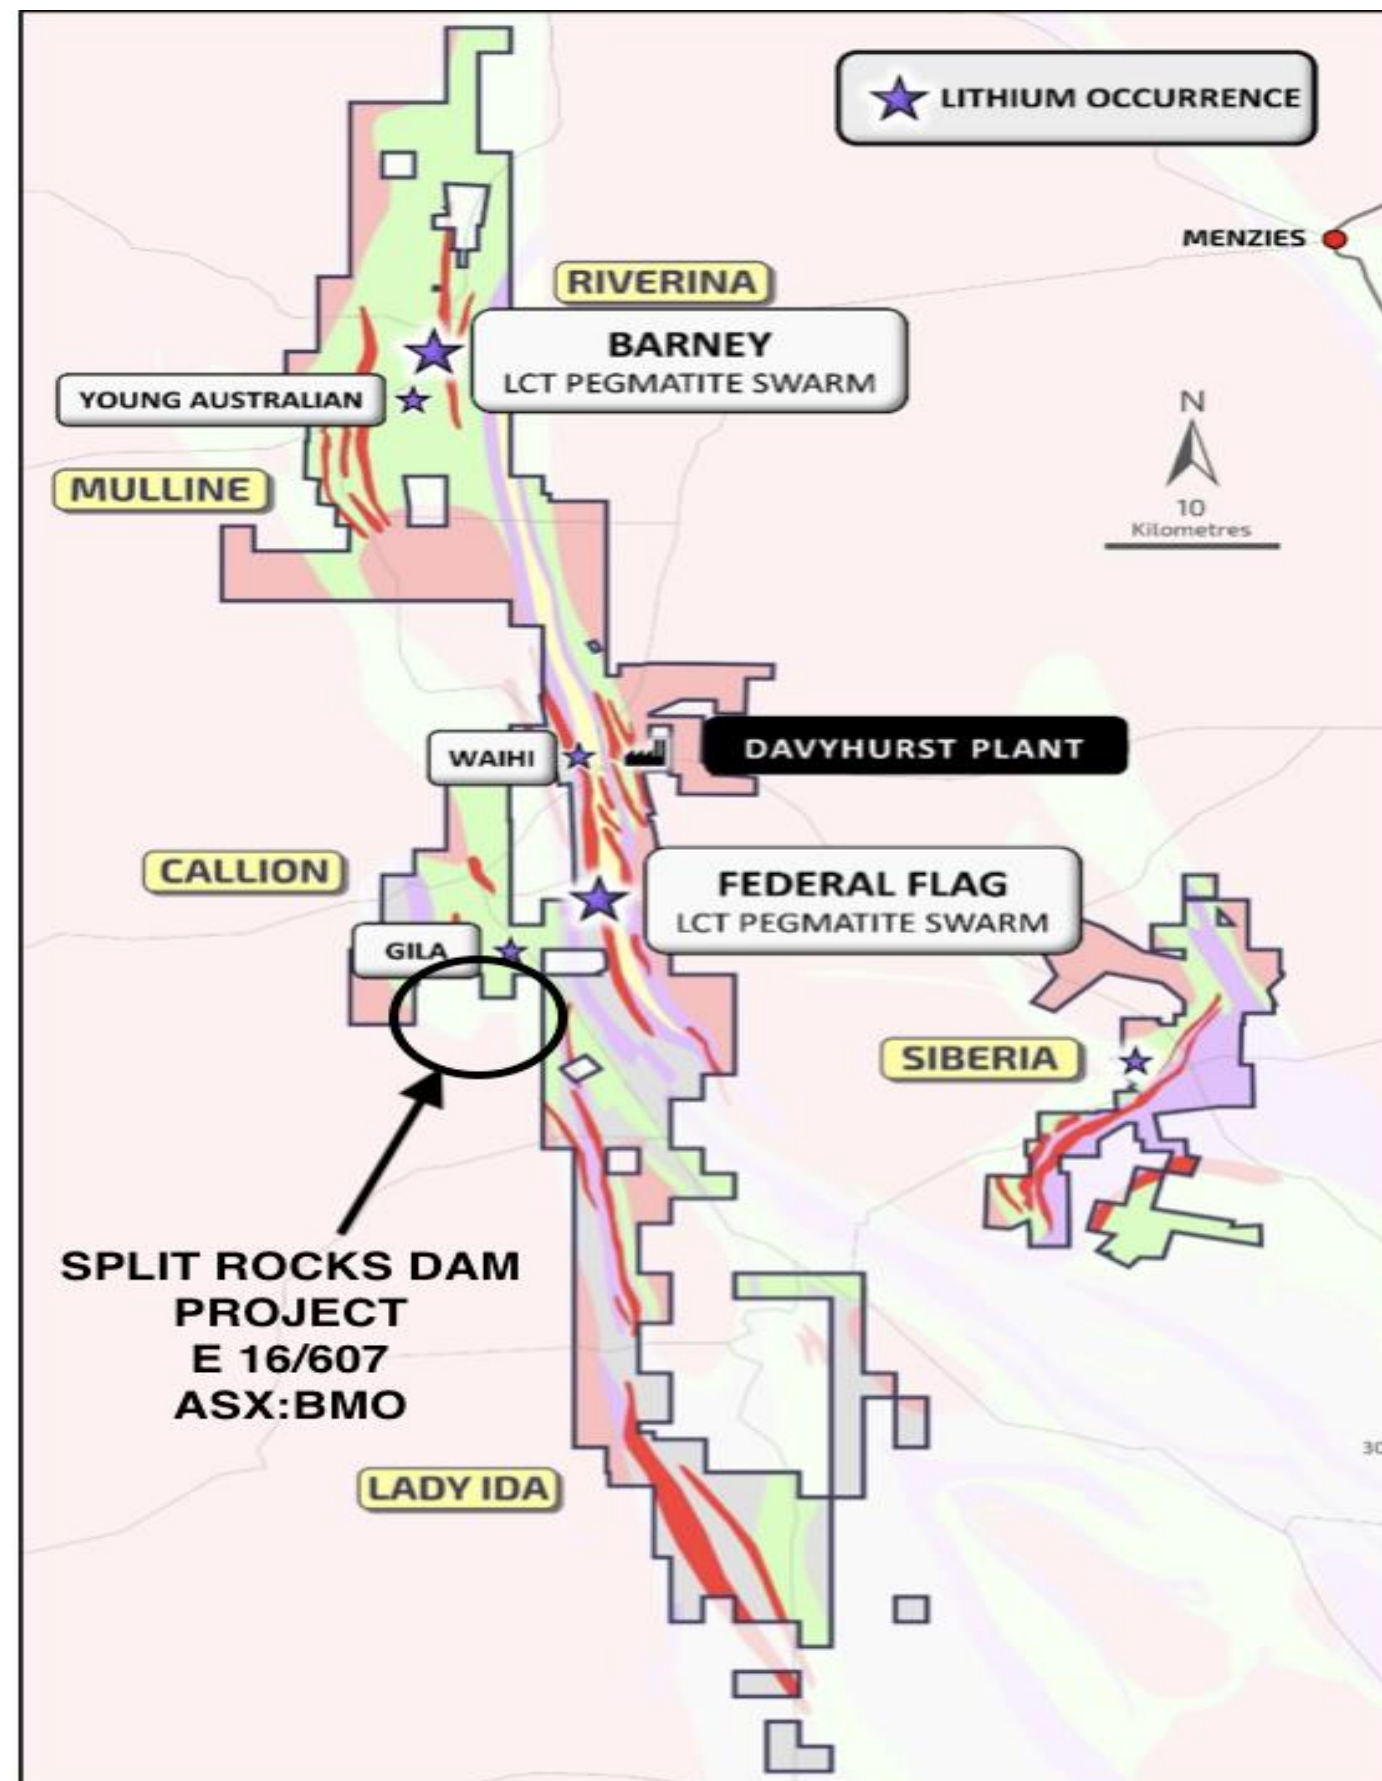 LITHIUM OCCURRENCE
MENZIES
RIVERINA
BARNEY
LCT PEGMATITE SWARM
YOUNG AUSTRALIAN
N
MULLINE
10
Kilometres
WAIHI
DAVYHURST PLANT
CALLION
FEDERAL FLAG
LCT PEGMATITE SWARM
GILA
SIBERIA
SPLIT ROCKS DAM
PROJECT
E 16/607
ASX:BMO
30
LADY IDA